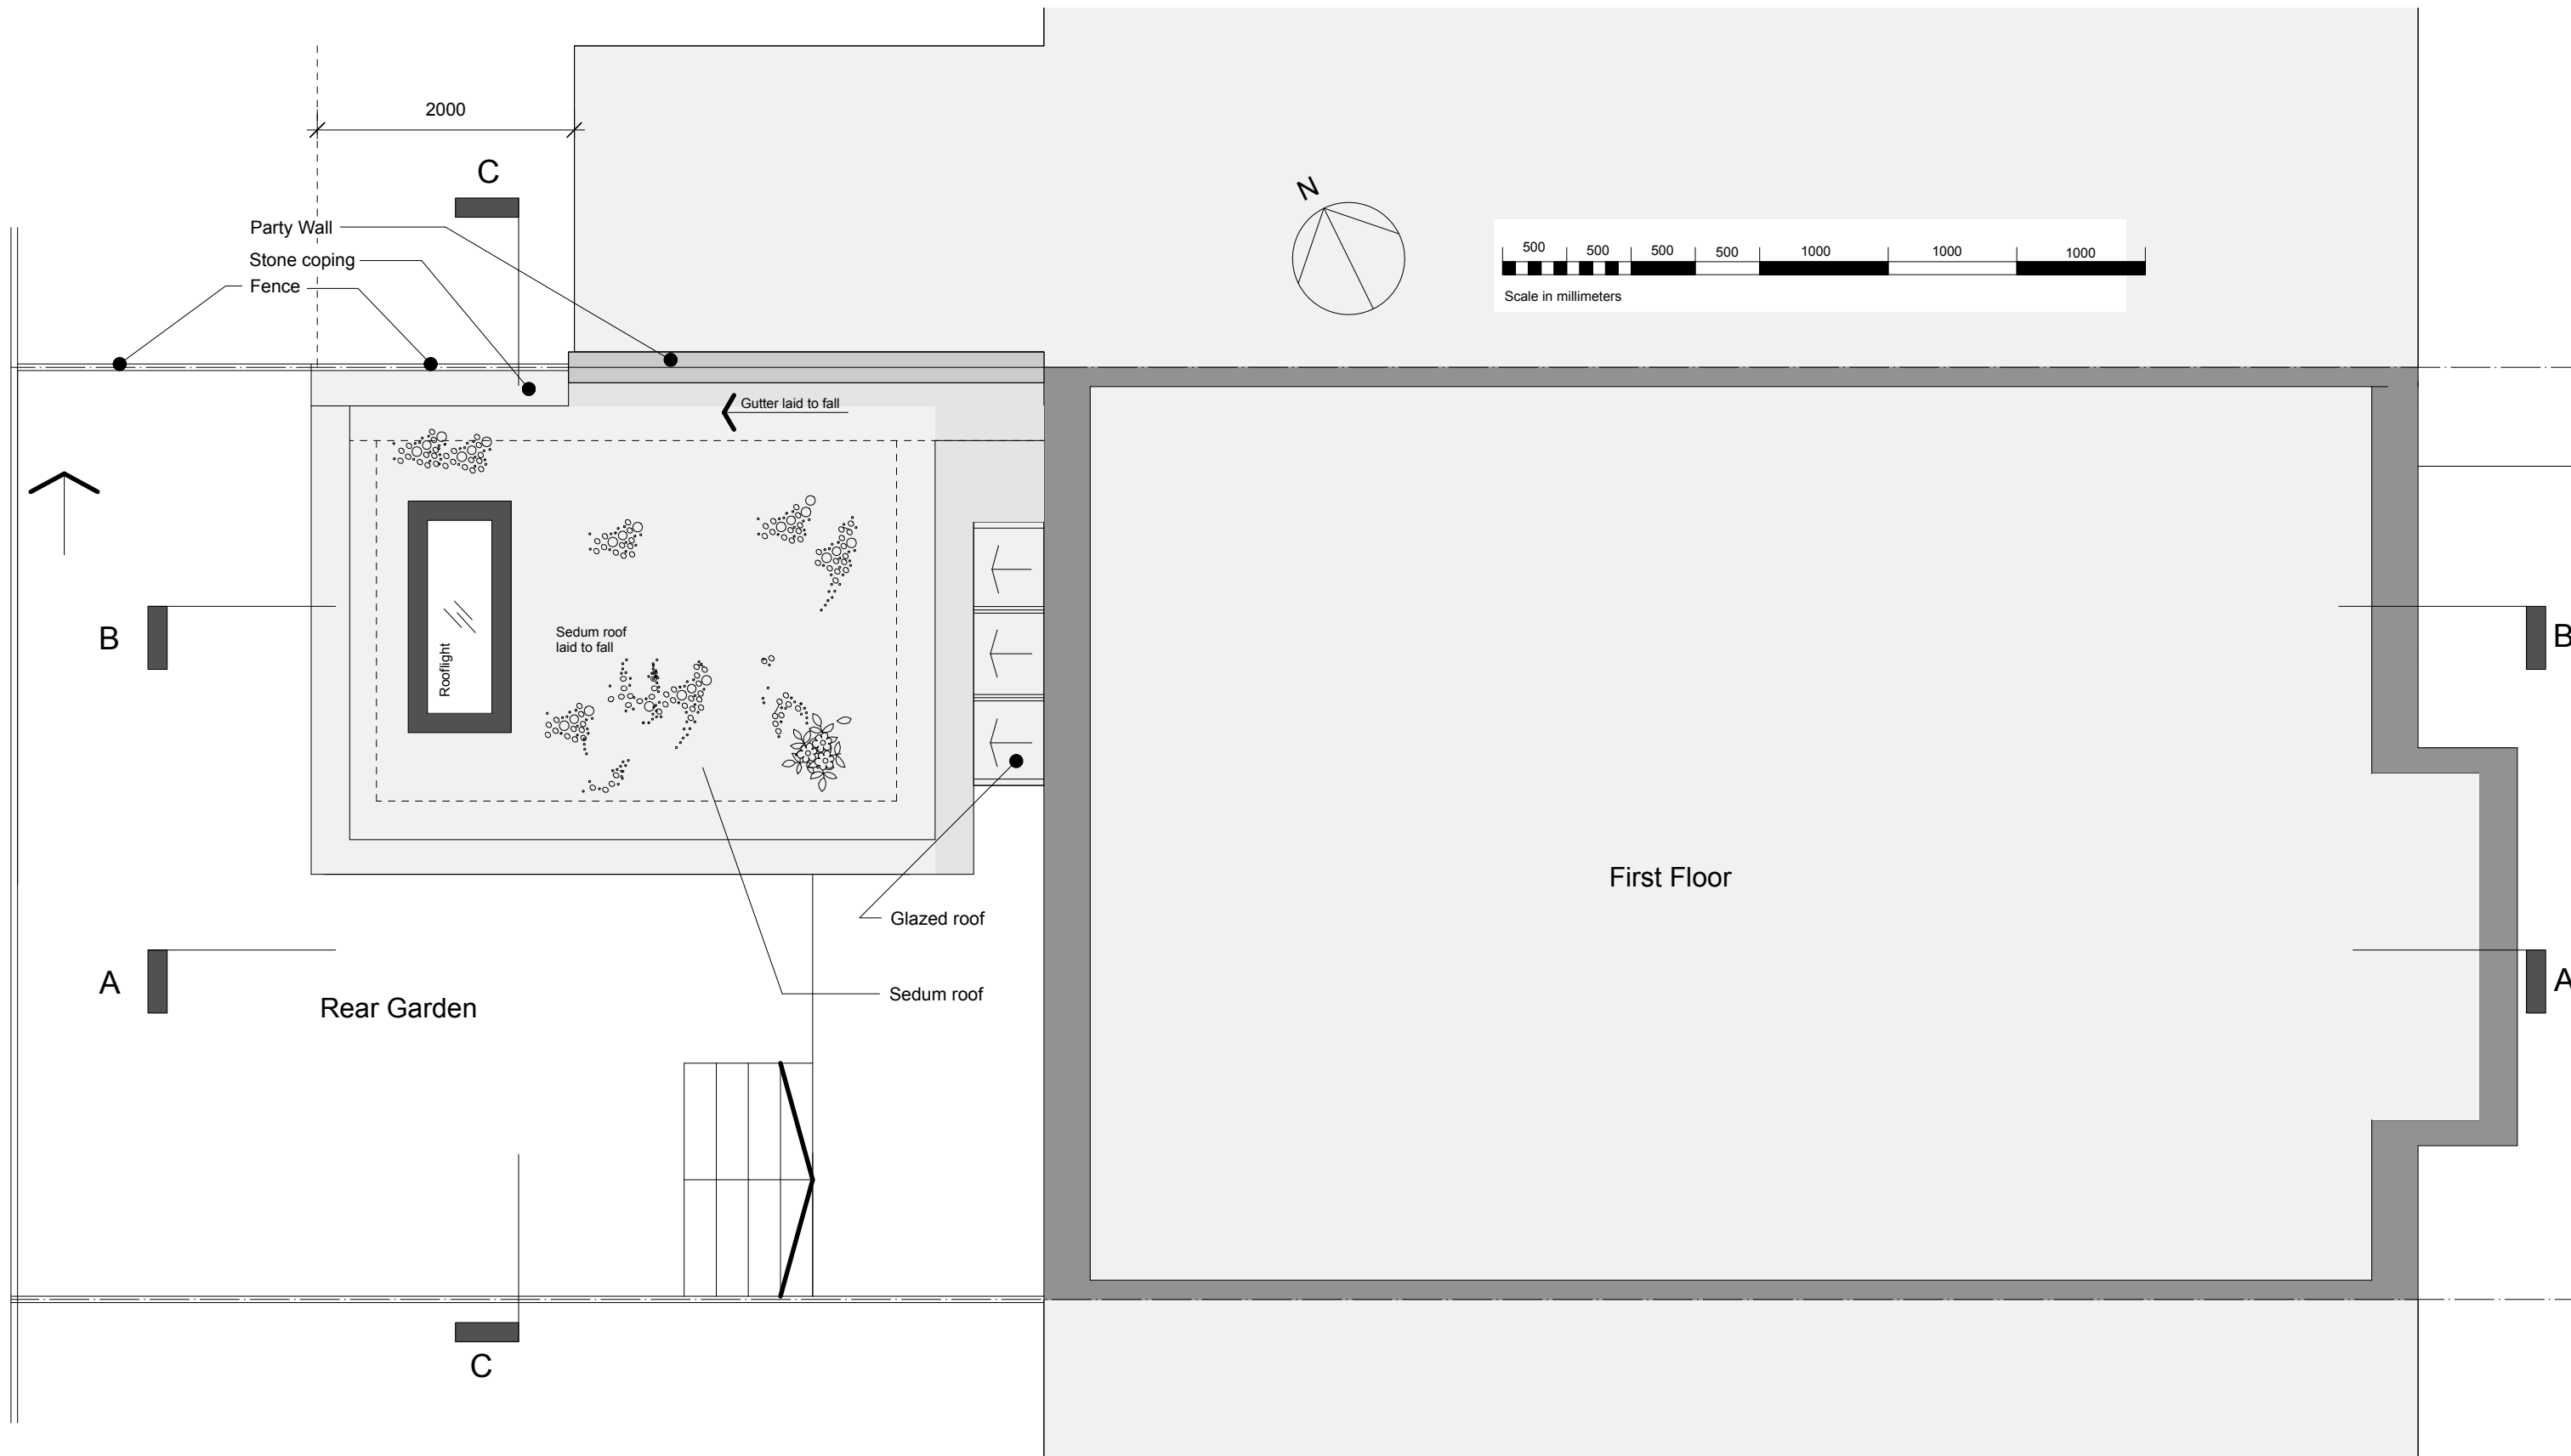 2000
C
N
Party Wall
Stone coping
Fence
500 500 500 500 1000 1000 1000
Scale in millimeters
Gutter laid to fall
B
Rooflight
Sedum roof
laid to fall
B
First Floor
Glazed roof
A
Rear Garden
Sedum roof
A
C